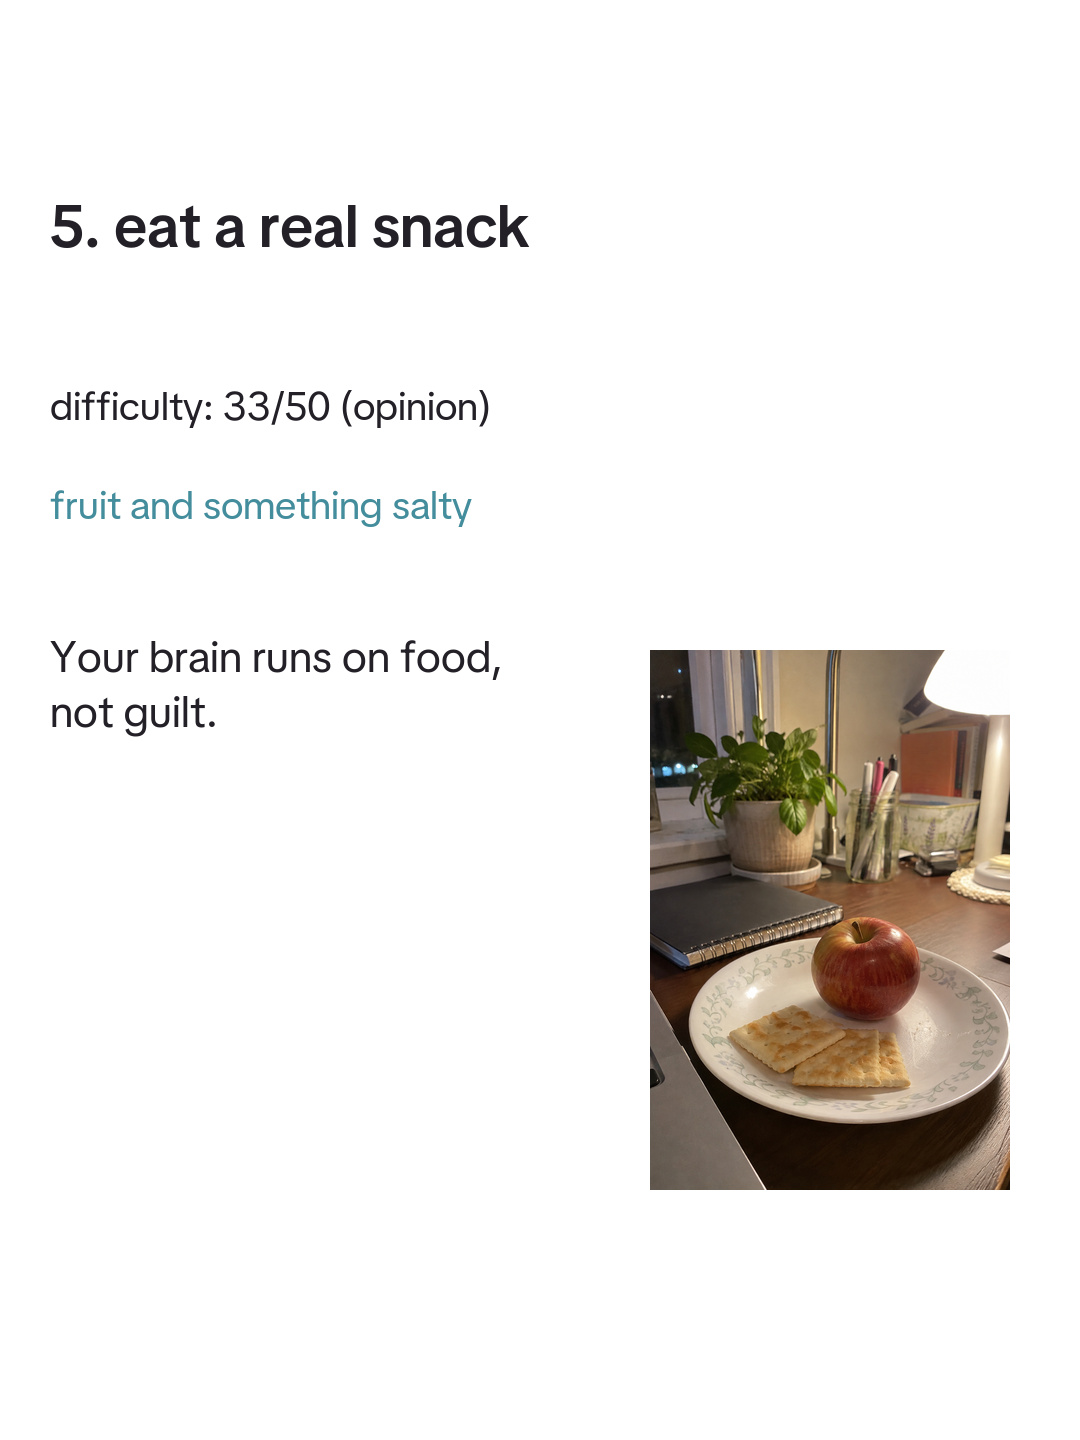 5. eat a real snack
difficulty: 33/50 (opinion)
fruit and something salty
Your brain runs on food,
not guilt.